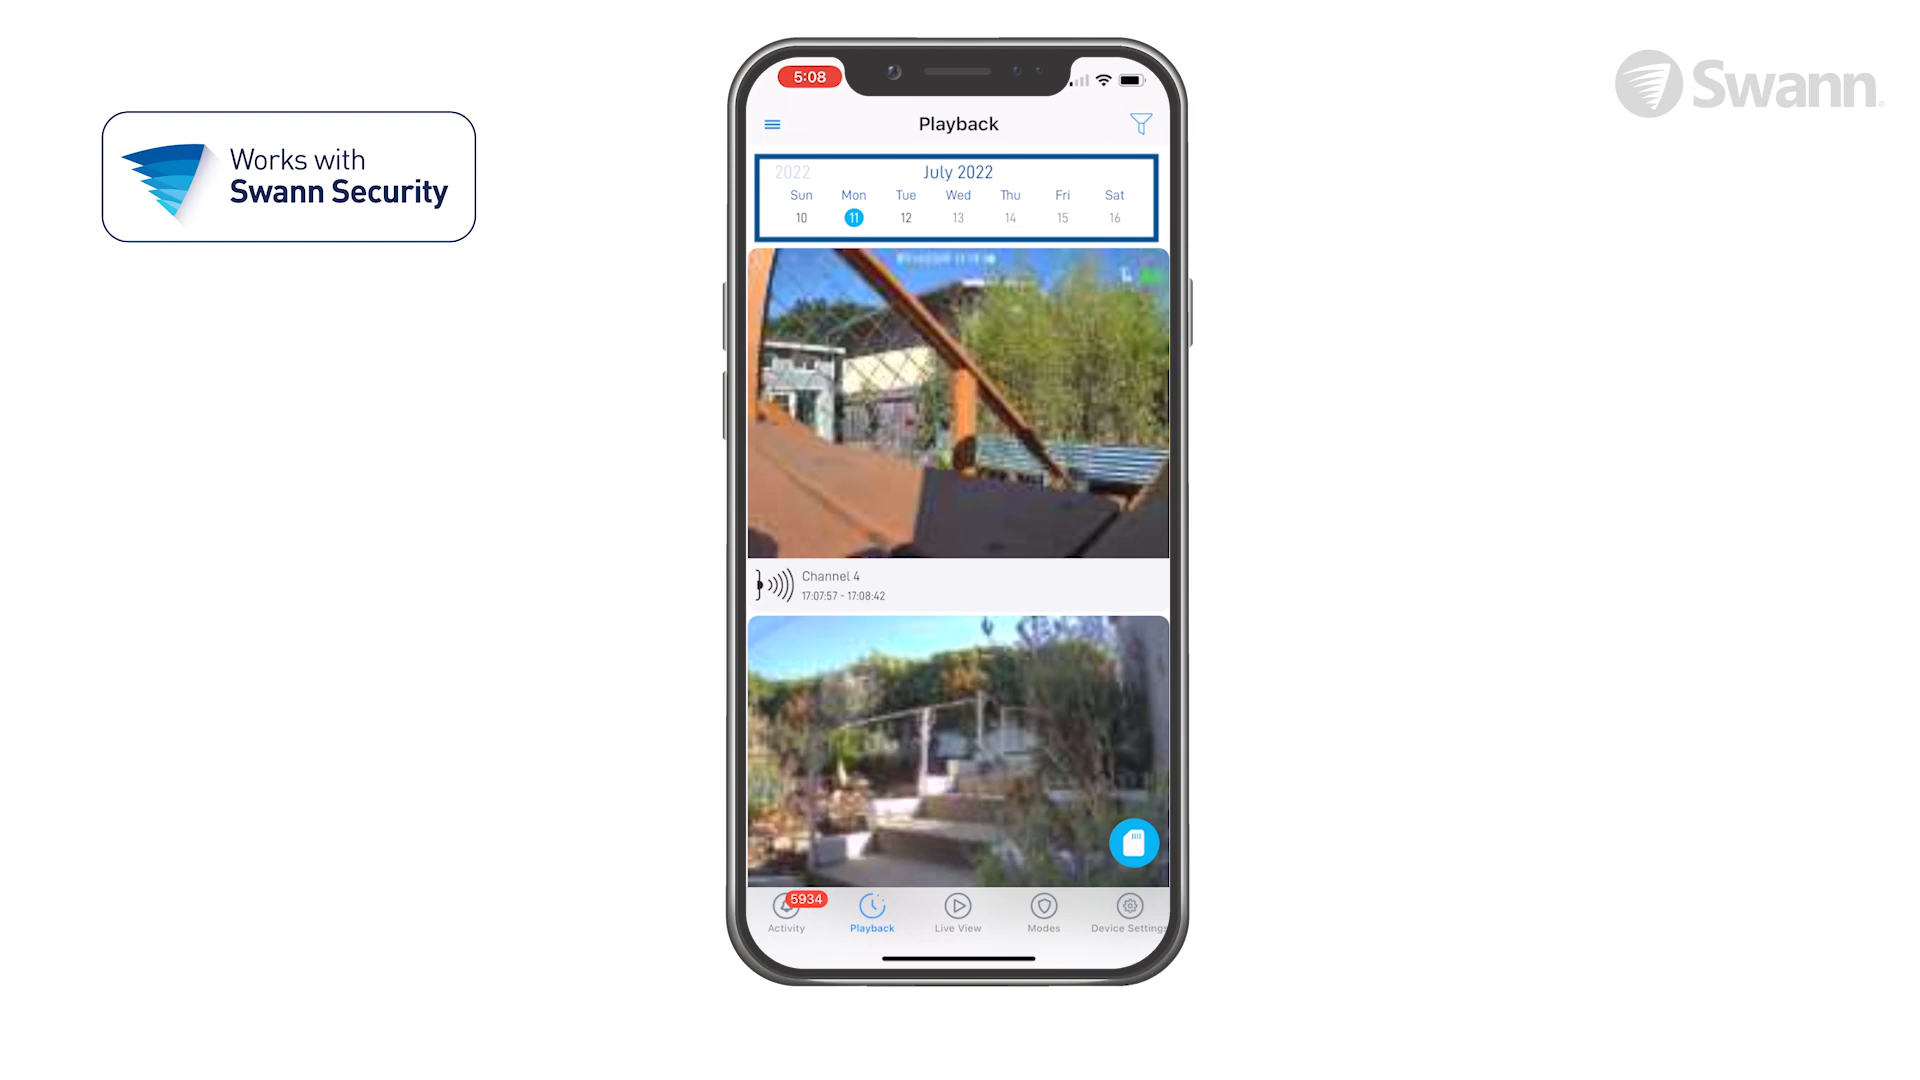 5:08
Swann
Playback
Works with
Swann Security
2022 July 2022
Sun Mon Tue Wed Thu Fri Sat
10 11 12 13 14 15 16
Channel 4
17:07:57 - 17:08:42
5934
Activity Playback Live View Modes Device Settings